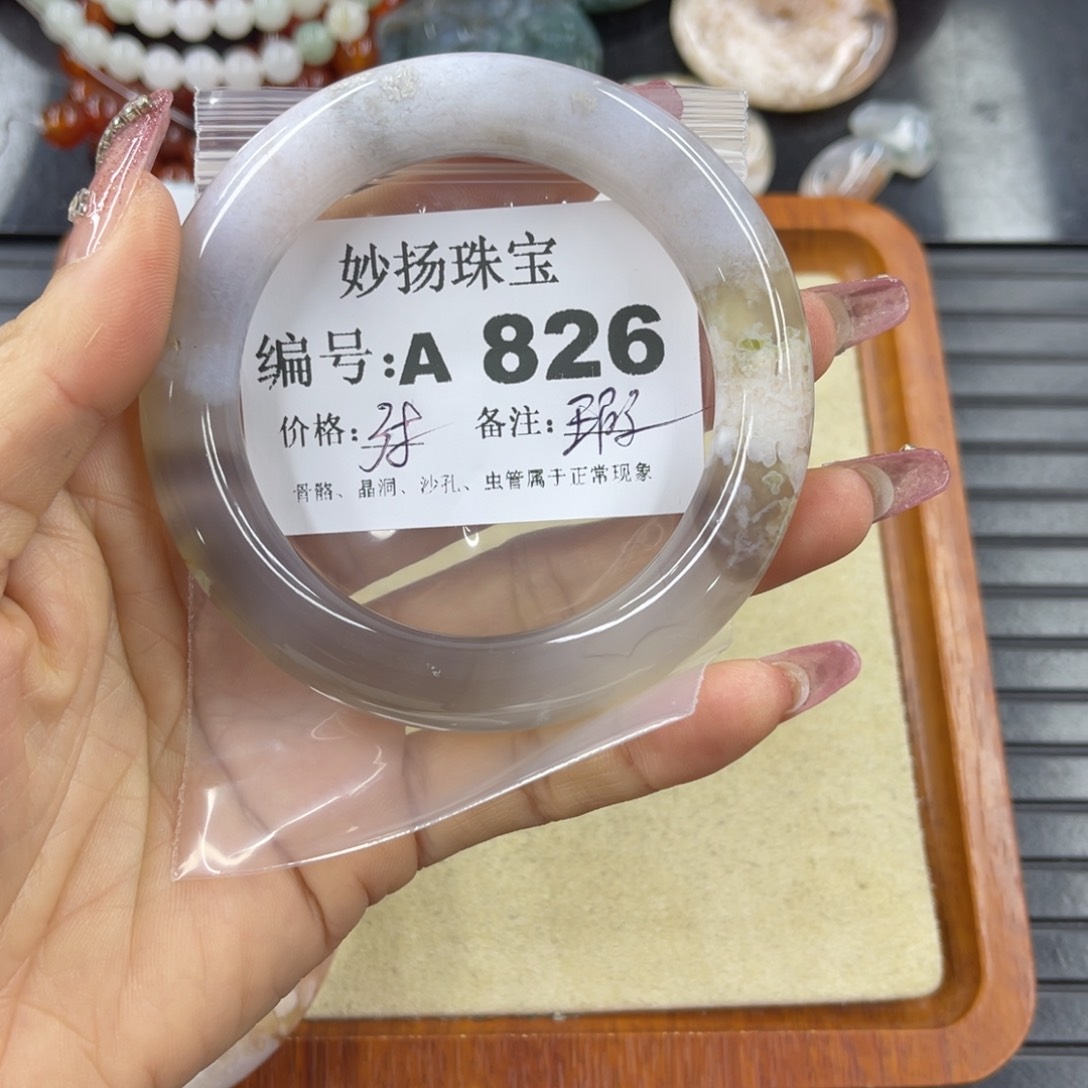 妙扬珠宝
编号:A 826
价格: 备注:瑕
骨骼、晶洞、沙孔、虫管属于正常现象